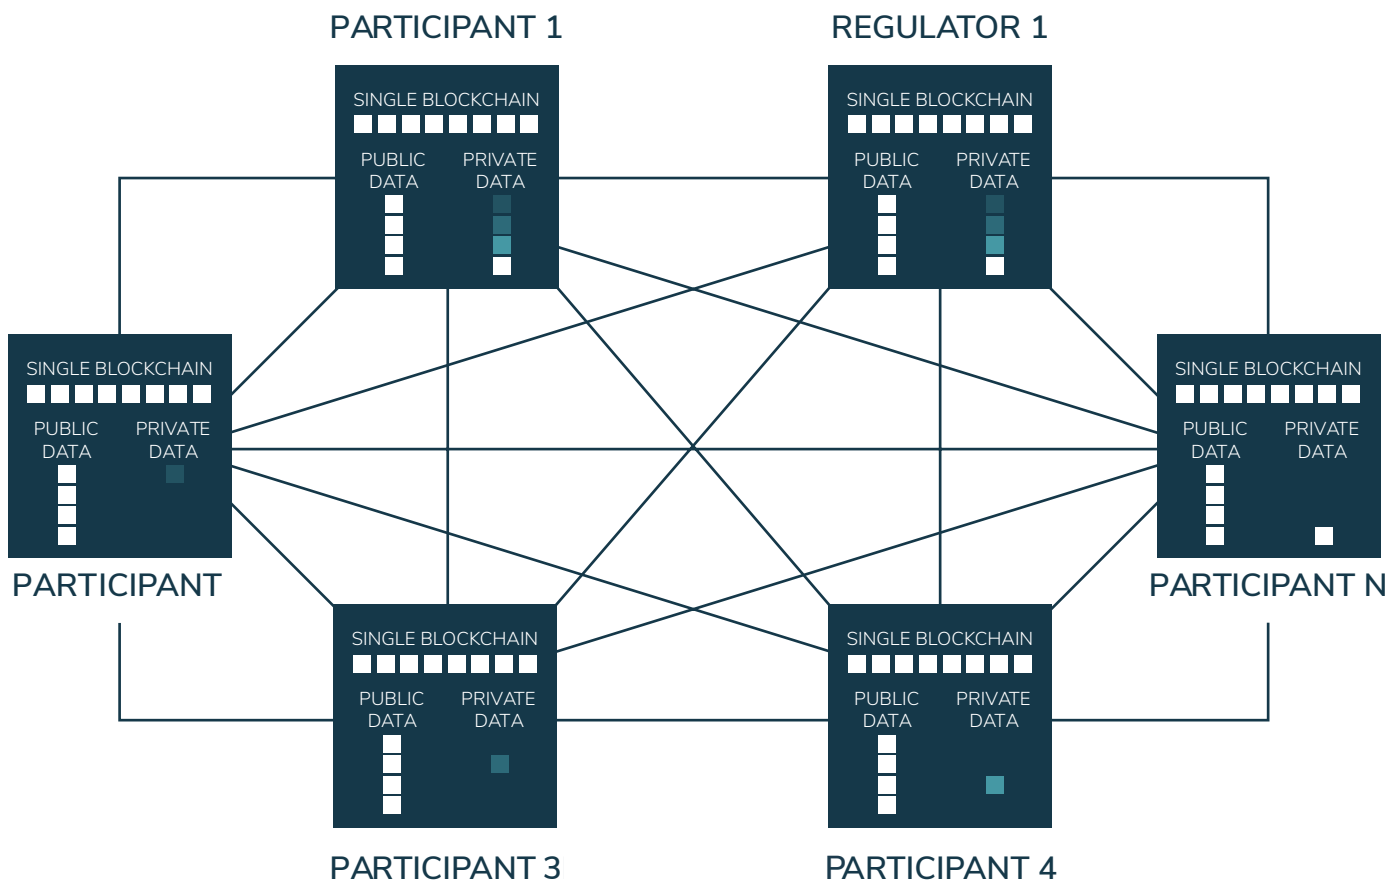 PARTICIPANT 1
REGULATOR 1
SINGLE BLOCKCHAIN
PUBLIC DATA
PRIVATE DATA
SINGLE BLOCKCHAIN
PUBLIC DATA
PRIVATE DATA
SINGLE BLOCKCHAIN
PUBLIC DATA
PRIVATE DATA
PARTICIPANT
SINGLE BLOCKCHAIN
PUBLIC DATA
PRIVATE DATA
PARTICIPANT N
SINGLE BLOCKCHAIN
PUBLIC DATA
PRIVATE DATA
PARTICIPANT 3
SINGLE BLOCKCHAIN
PUBLIC DATA
PRIVATE DATA
PARTICIPANT 4